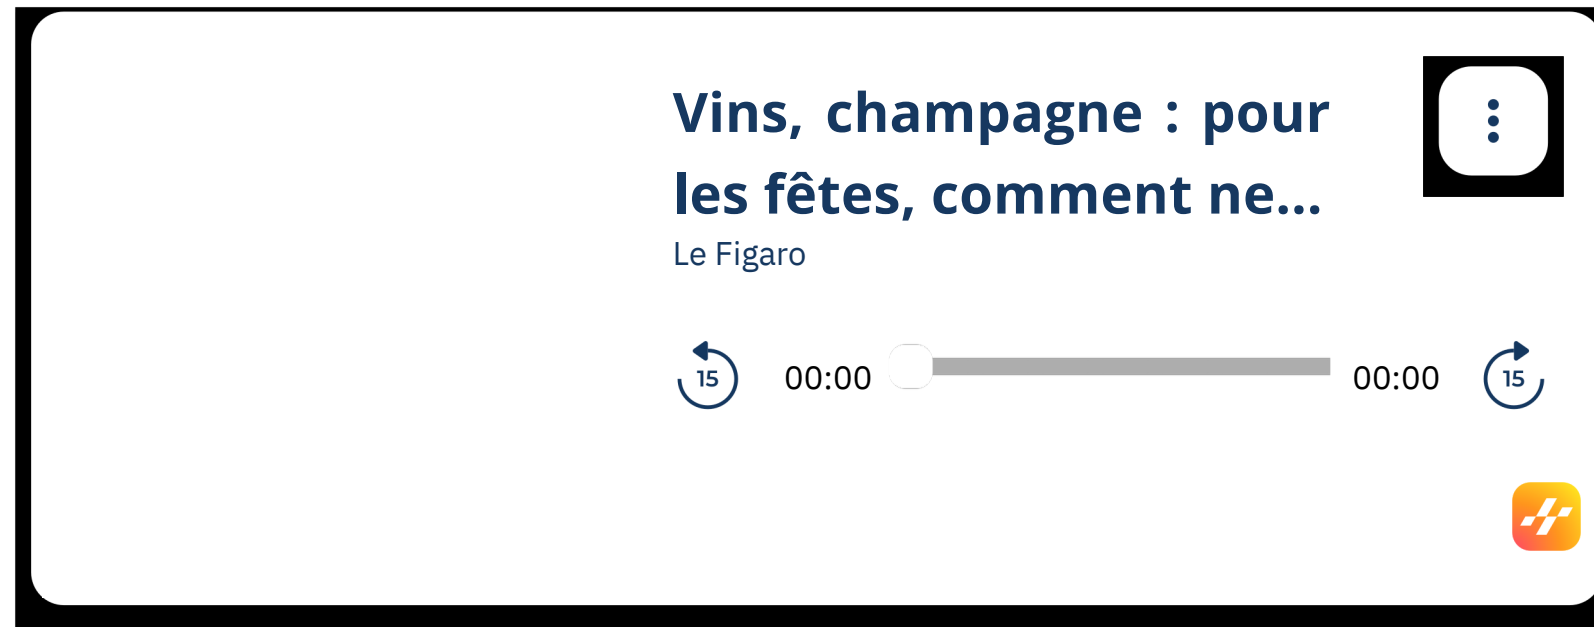 Vins, champagne : pour
les fêtes, comment ne...
Le Figaro
15 00:00 00:00 15